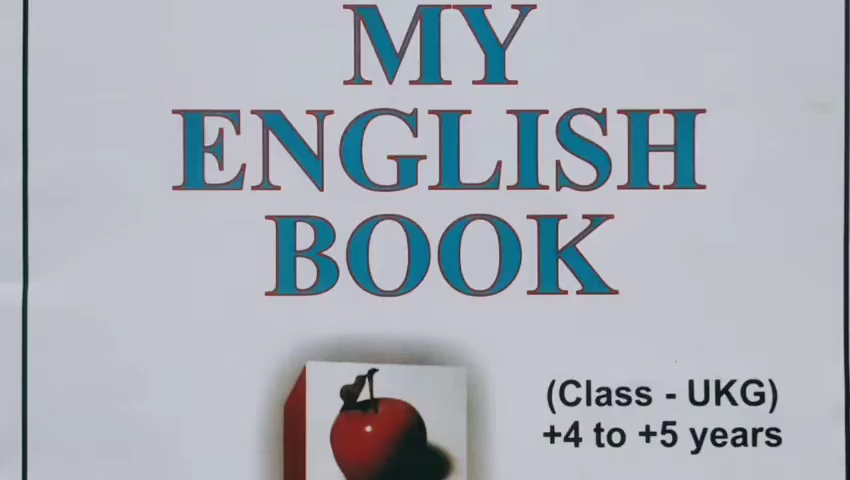 MY
ENGLISH
BOOK
(Class - UKG)
+4 to +5 years